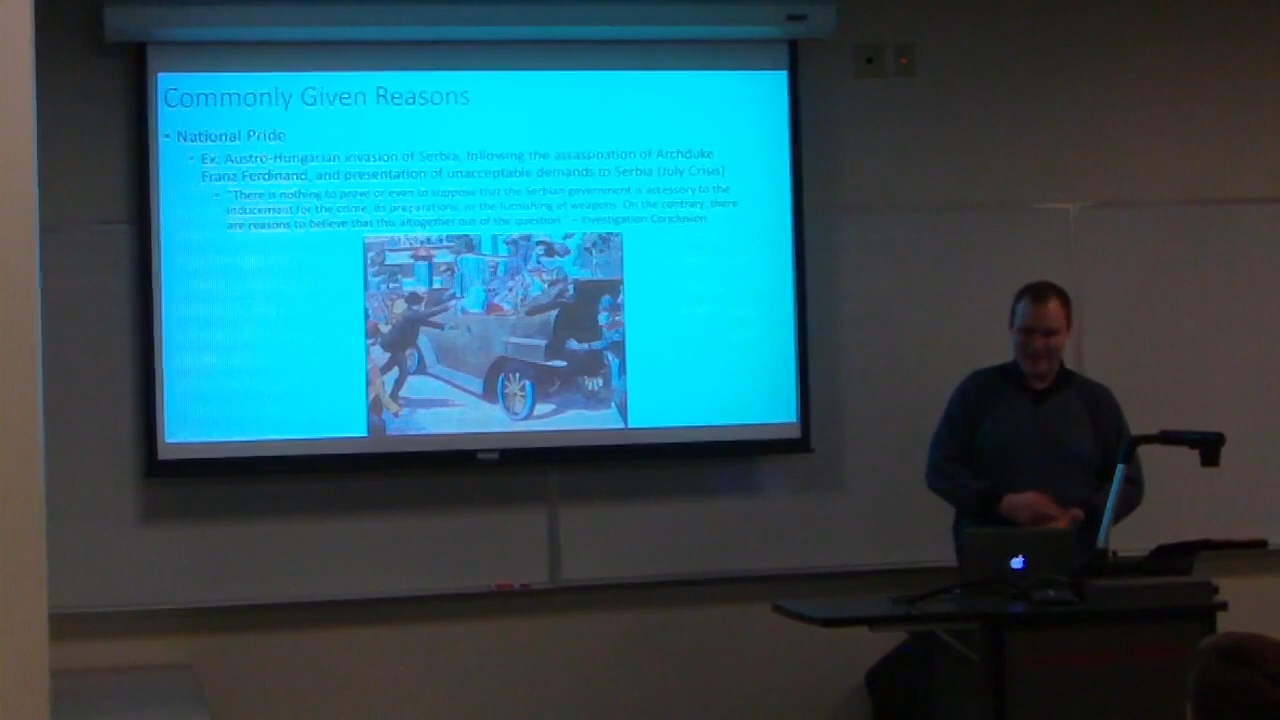 Commonly Given Reasons
• National Pride
• Ex: Austro-Hungarian invasion of Serbia, following the assassination of Archduke
Franz Ferdinand, and presentation of unacceptable demands to Serbia (July Crisis)
• "There is nothing to prove or even to suppose that the Serbian government is accessory to the
inducement for the crime, its preparations, or the furnishing of weapons. On the contrary, there
are reasons to believe that this altogether out of the question." – Investigation Conclusion